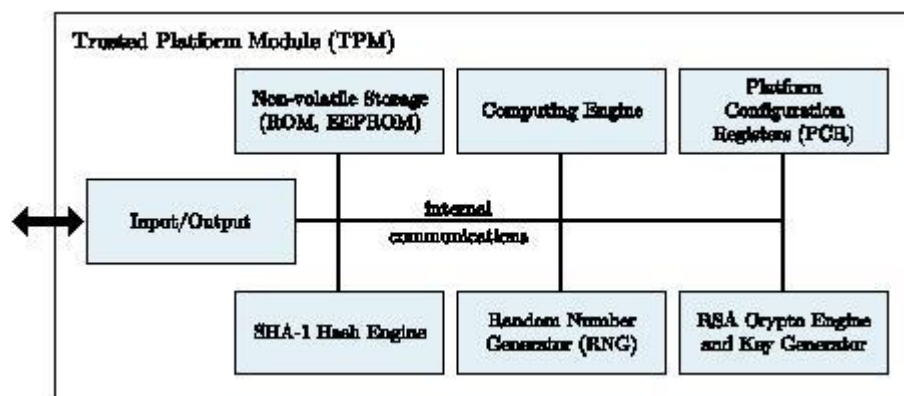 Trusted Platform Module (TPM)
Non-volatile Storage
(ROM, EEPROM)
Computing Engine
Platform
Configuration
Registers (PCR)
Input/Output
internal
communications
SHA-1 Hash Engine
Random Number
Generator (RNG)
RSA Crypto Engine
and Key Generator